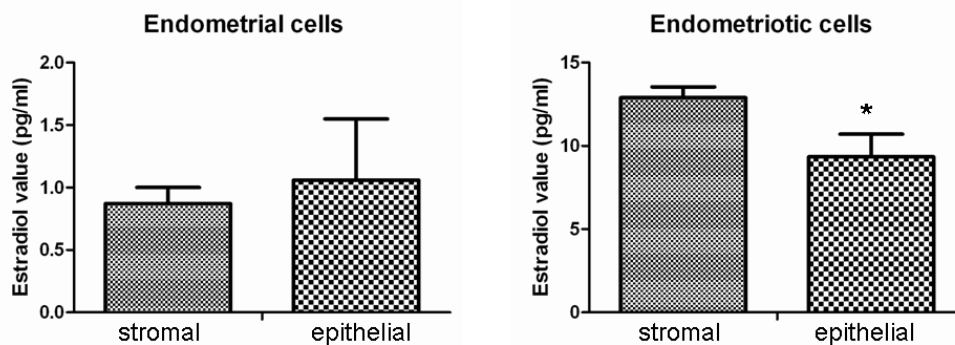 Endometrial cells
Estradiol value (pg/ml)
2.0
1.5
1.0
0.5
0.0
stromal epithelial
Endometriotic cells
Estradiol value (pg/ml)
15
10
5
0
*
stromal epithelial